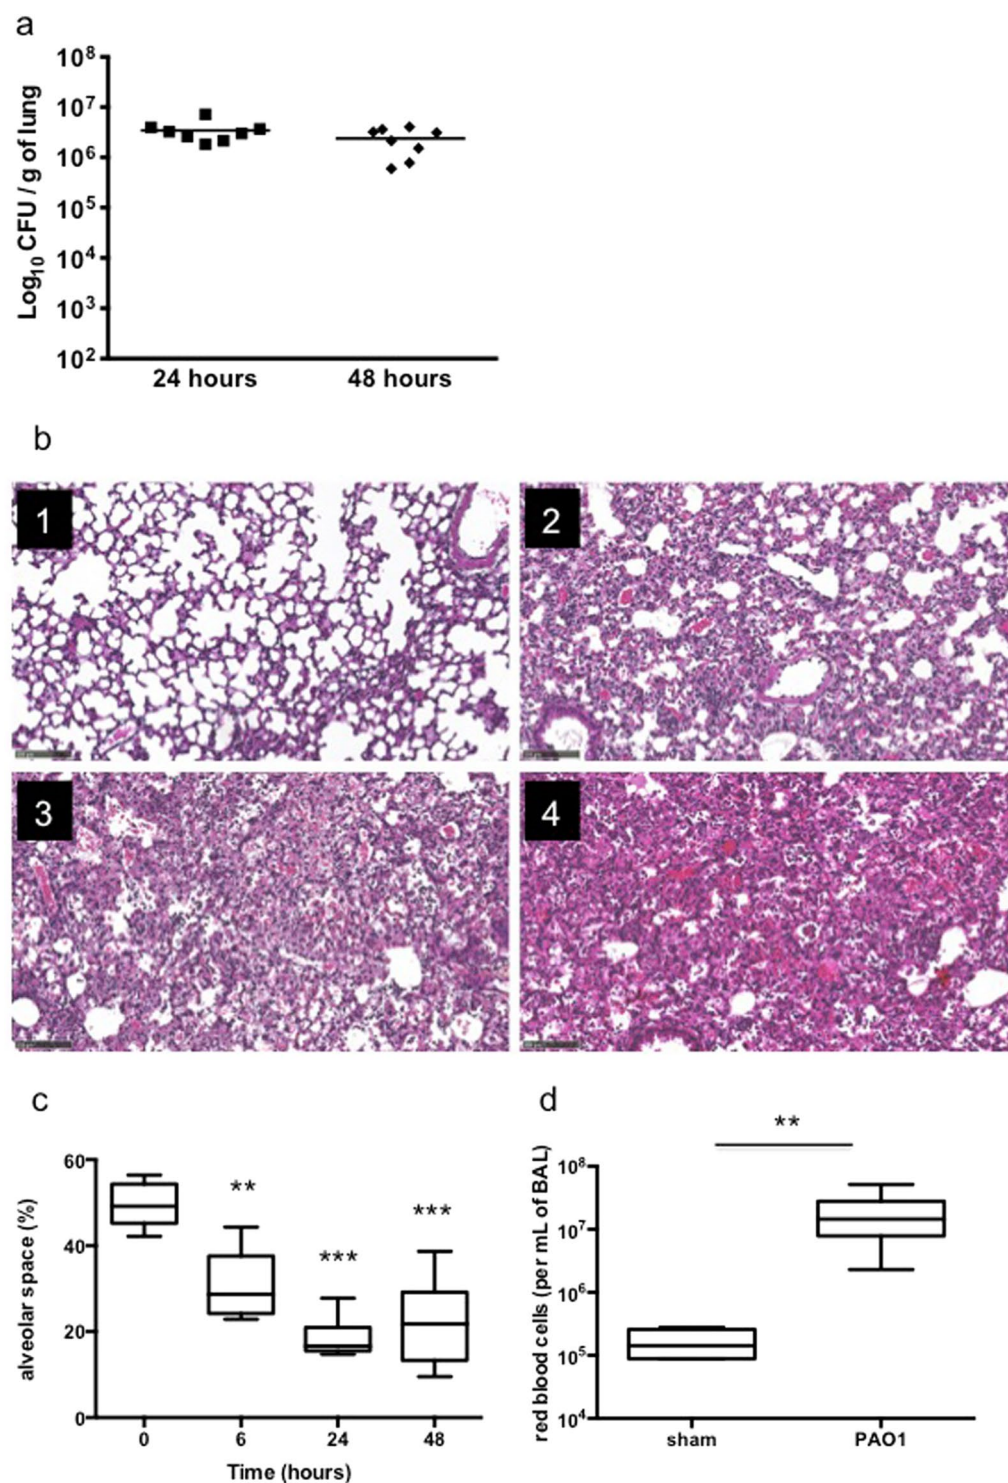 a
Log₁₀ CFU / g of lung
10⁸
10⁷
10⁶
10⁵
10⁴
10³
10²
24 hours 48 hours
b
1 2
3 4
c
alveolar space (%)
60
40
20
0
** *** ***
0 6 24 48
Time (hours)
d
red blood cells (per mL of BAL)
**
10⁸
10⁷
10⁶
10⁵
10⁴
sham PAO1